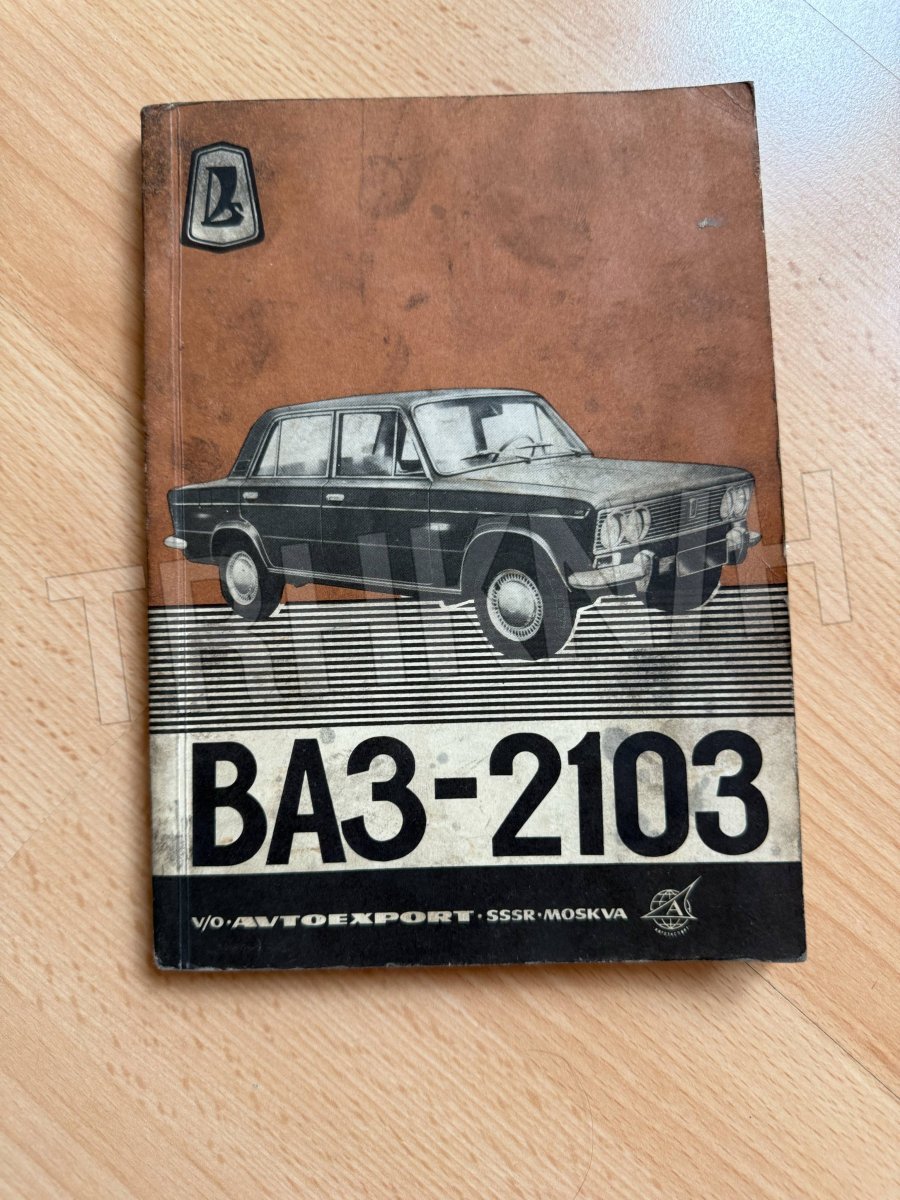 ВАЗ-2103
V/O · AVTOEXPORT · SSSR · MOSKVA